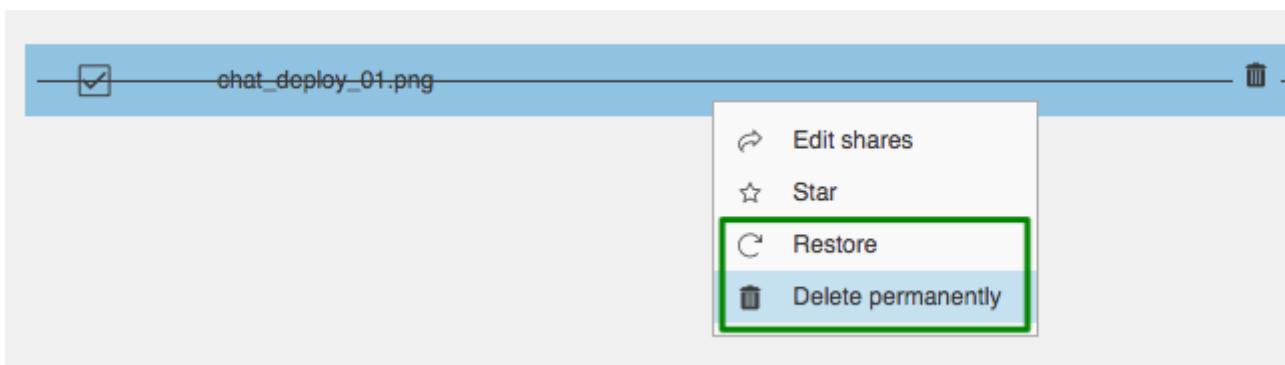 chat_deploy_01.png
Edit shares
Star
Restore
Delete permanently